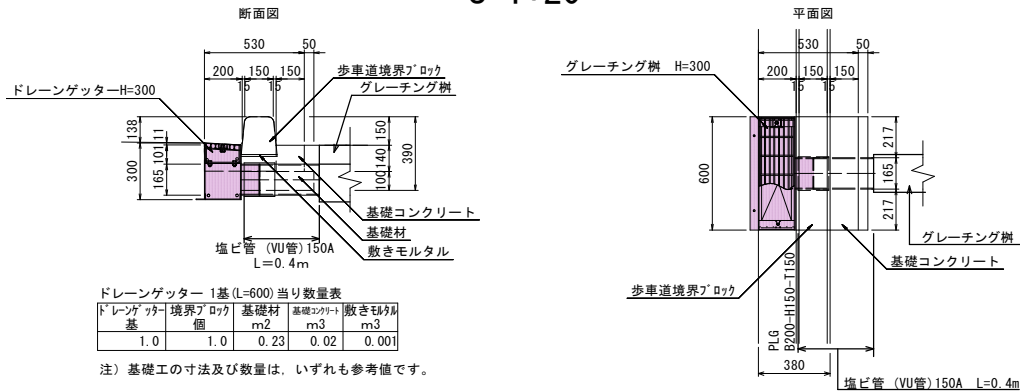 断面図
530
50
200
150
150
15
15
歩車道境界ブロック
グレーチング桝
ドレーンゲッターH=300
138
300
11
101
165
150
140
100
390
基礎コンクリート
基礎材
敷きモルタル
塩ビ管 (VU管)150A
L=0.4m
ドレーンゲッター 1基(L=600)当り数量表
ドレーンゲッター 境界ブロック 基礎材 基礎コンクリート 敷きモルタル
基 個 m2 m3 m3
1.0 1.0 0.23 0.02 0.001
注) 基礎工の寸法及び数量は、いずれも参考値です。
平面図
530
50
200
150
150
15
15
グレーチング桝 H=300
600
217
165
217
グレーチング桝
基礎コンクリート
歩車道境界ブロック
PLG
B200-H150-T150
380
塩ビ管 (VU管)150A L=0.4m